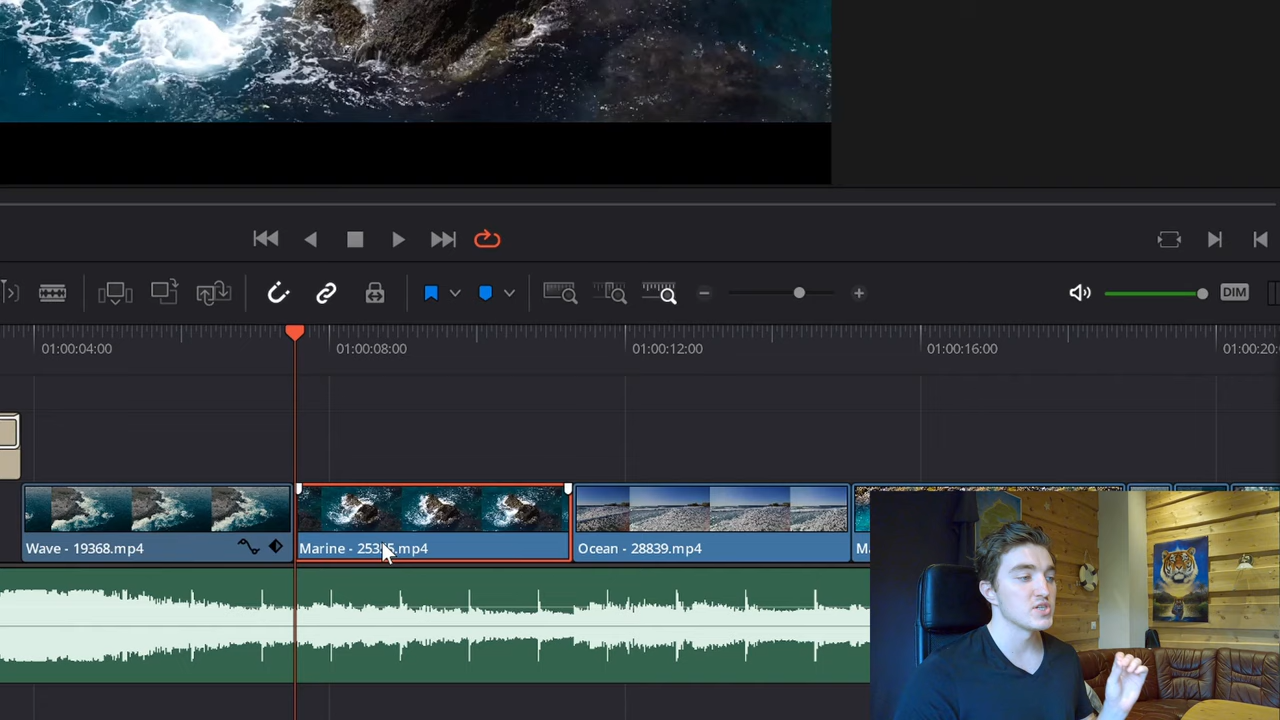 DIM
01:00:04:00
01:00:08:00
01:00:12:00
01:00:16:00
01:00:20:
Wave - 19368.mp4
Marine - 253 .mp4
Ocean - 28839.mp4